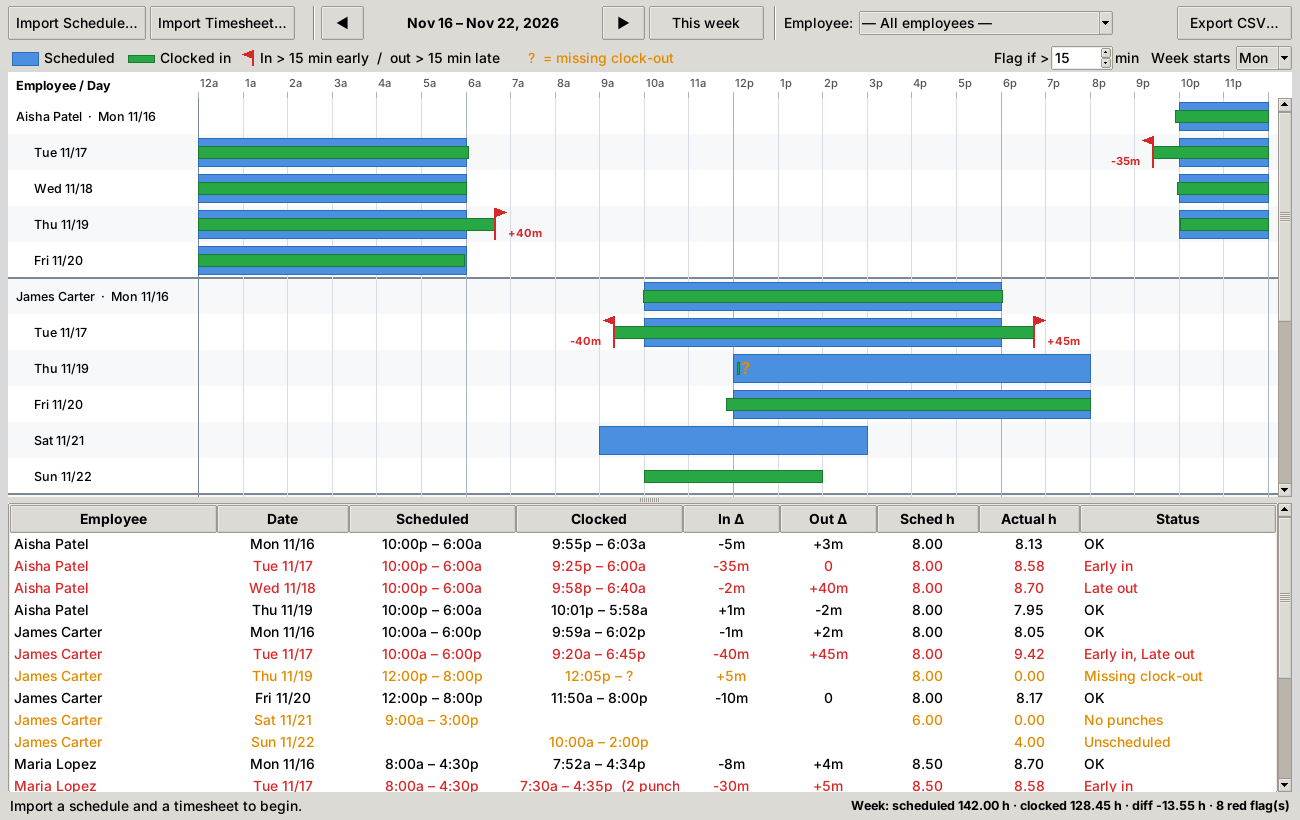 Import Schedule... Import Timesheet... ◀ Nov 16 – Nov 22, 2026 ▶ This week Employee: — All employees — Export CSV...
Scheduled Clocked in In > 15 min early / out > 15 min late ? = missing clock-out Flag if > 15 min Week starts Mon
Employee / Day 12a 1a 2a 3a 4a 5a 6a 7a 8a 9a 10a 11a 12p 1p 2p 3p 4p 5p 6p 7p 8p 9p 10p 11p
Aisha Patel · Mon 11/16
Tue 11/17 -35m
Wed 11/18
Thu 11/19 +40m
Fri 11/20
James Carter · Mon 11/16
Tue 11/17 -40m +45m
Thu 11/19 ?
Fri 11/20
Sat 11/21
Sun 11/22
Employee Date Scheduled Clocked In Δ Out Δ Sched h Actual h Status
Aisha Patel Mon 11/16 10:00p – 6:00a 9:55p – 6:03a -5m +3m 8.00 8.13 OK
Aisha Patel Tue 11/17 10:00p – 6:00a 9:25p – 6:00a -35m 0 8.00 8.58 Early in
Aisha Patel Wed 11/18 10:00p – 6:00a 9:58p – 6:40a -2m +40m 8.00 8.70 Late out
Aisha Patel Thu 11/19 10:00p – 6:00a 10:01p – 5:58a +1m -2m 8.00 7.95 OK
James Carter Mon 11/16 10:00a – 6:00p 9:59a – 6:02p -1m +2m 8.00 8.05 OK
James Carter Tue 11/17 10:00a – 6:00p 9:20a – 6:45p -40m +45m 8.00 9.42 Early in, Late out
James Carter Thu 11/19 12:00p – 8:00p 12:05p – ? +5m 8.00 0.00 Missing clock-out
James Carter Fri 11/20 12:00p – 8:00p 11:50a – 8:00p -10m 0 8.00 8.17 OK
James Carter Sat 11/21 9:00a – 3:00p 6.00 0.00 No punches
James Carter Sun 11/22 10:00a – 2:00p 4.00 Unscheduled
Maria Lopez Mon 11/16 8:00a – 4:30p 7:52a – 4:34p -8m +4m 8.50 8.70 OK
Maria Lopez Tue 11/17 8:00a – 4:30p 7:30a – 4:35p (2 punch -30m +5m 8.50 8.58 Early in
Import a schedule and a timesheet to begin. Week: scheduled 142.00 h · clocked 128.45 h · diff -13.55 h · 8 red flag(s)